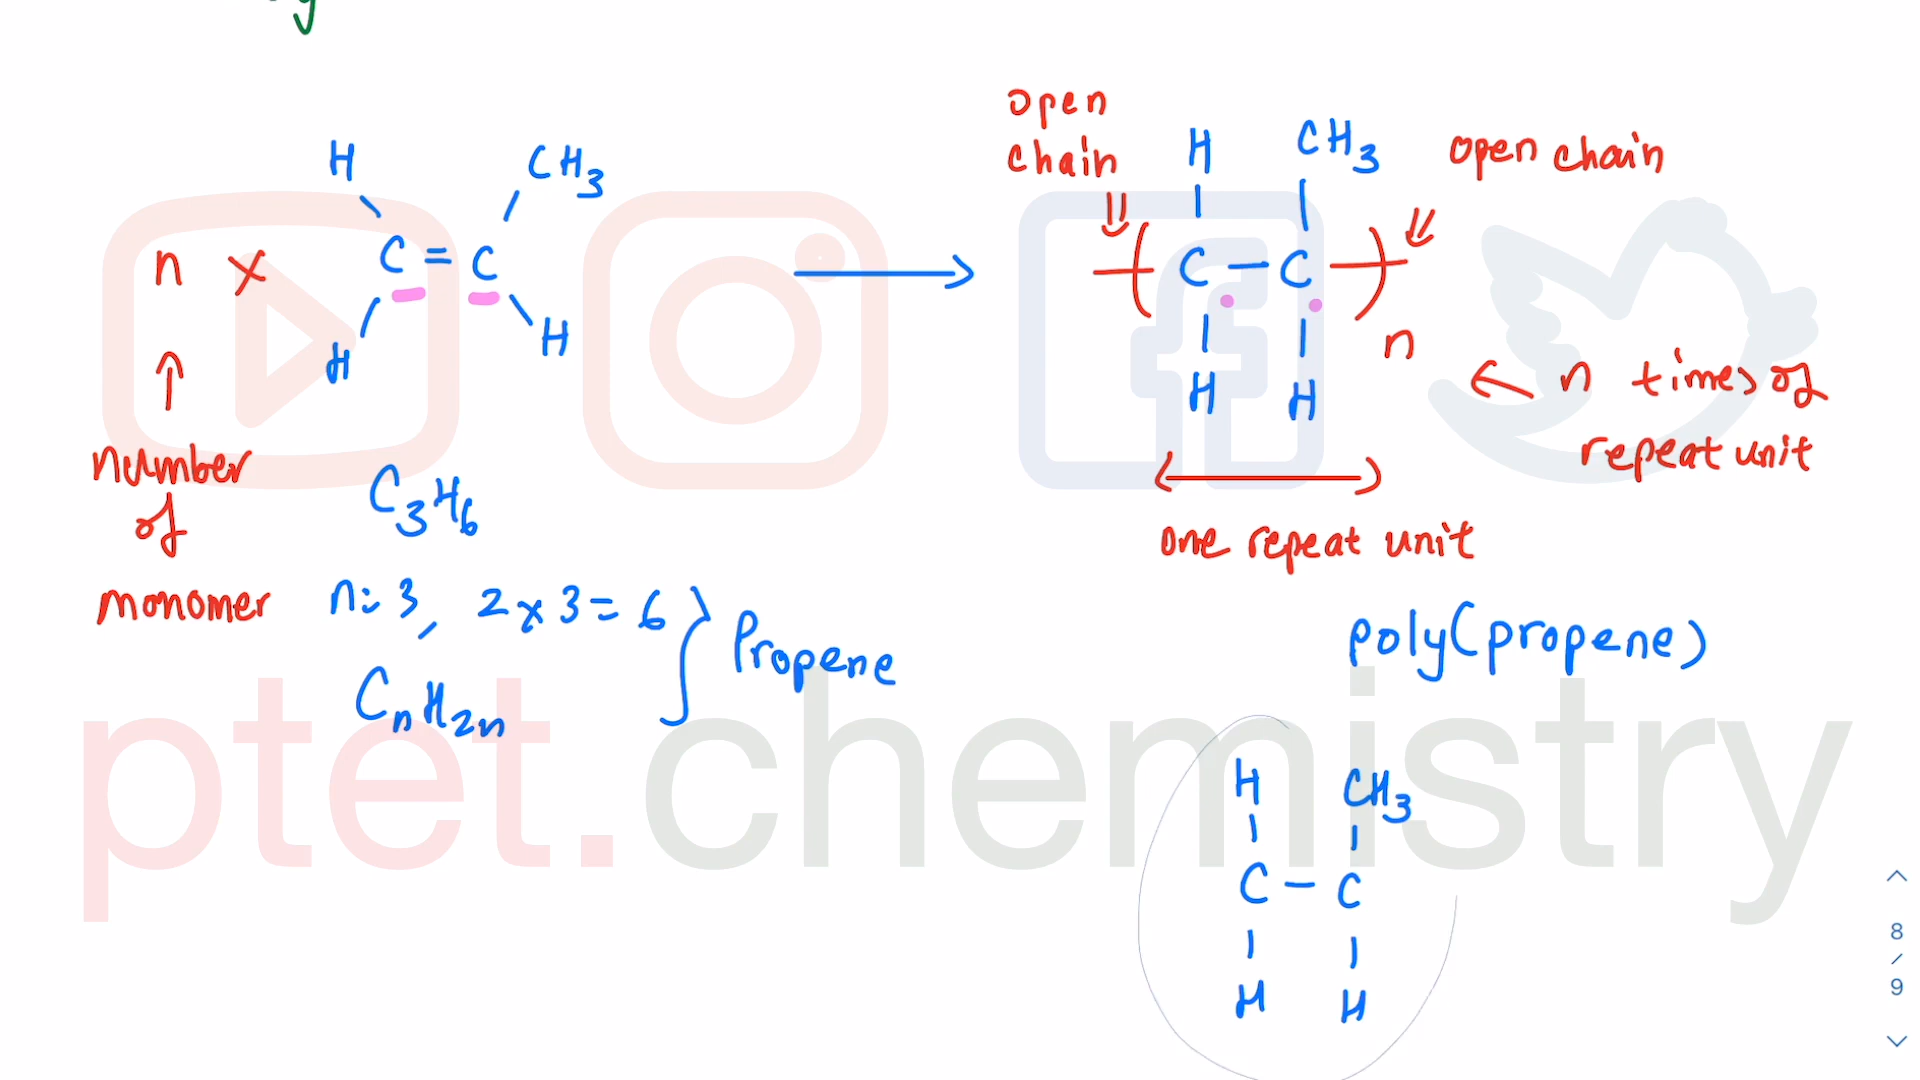 open
chain
H CH3
open chain
H CH3
n x C = C
C - C
n
H H
H H
n times of
repeat unit
number
of
monomer
C3H6
one repeat unit
n = 3, 2 x 3 = 6
CnH2n
Propene
poly(propene)
ptet.chemistry
H CH3
C - C
H H
8
/
9